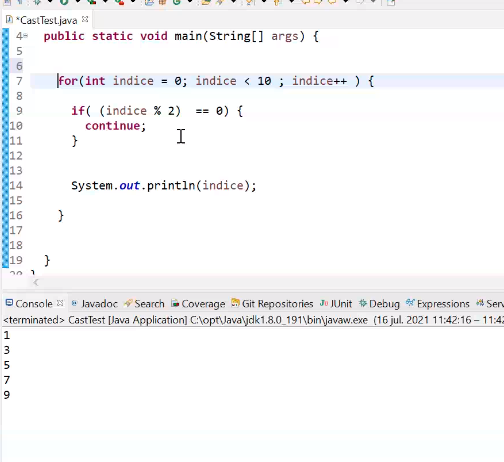 *CastTest.java
4 public static void main(String[] args) {
5
6
7 for(int indice = 0; indice < 10 ; indice++ ) {
8
9 if( (indice % 2)  == 0) {
10 continue;
11 }
12
13
14 System.out.println(indice);
15
16 }
17
18
19 }
20 }
Console Javadoc Search Coverage Git Repositories JUnit Debug Expressions
<terminated> CastTest [Java Application] C:\opt\Java\jdk1.8.0_191\bin\javaw.exe (16 jul. 2021 11:42:16 – 11:42
1
3
5
7
9